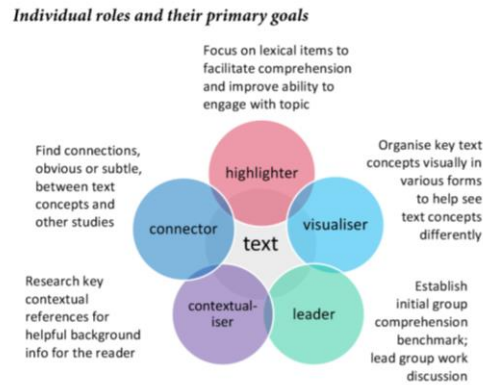 Individual roles and their primary goals
Focus on lexical items to
facilitate comprehension
and improve ability to
engage with topic
highlighter
Organise key text
concepts visually in
various forms
to help see
text concepts
differently
visualiser
Establish
initial group
comprehension
benchmark;
lead group work
discussion
leader
Research key
contextual
references for
helpful background
info for the reader
contextual-
iser
Find connections,
obvious or subtle,
between text
concepts and
other studies
connector
text